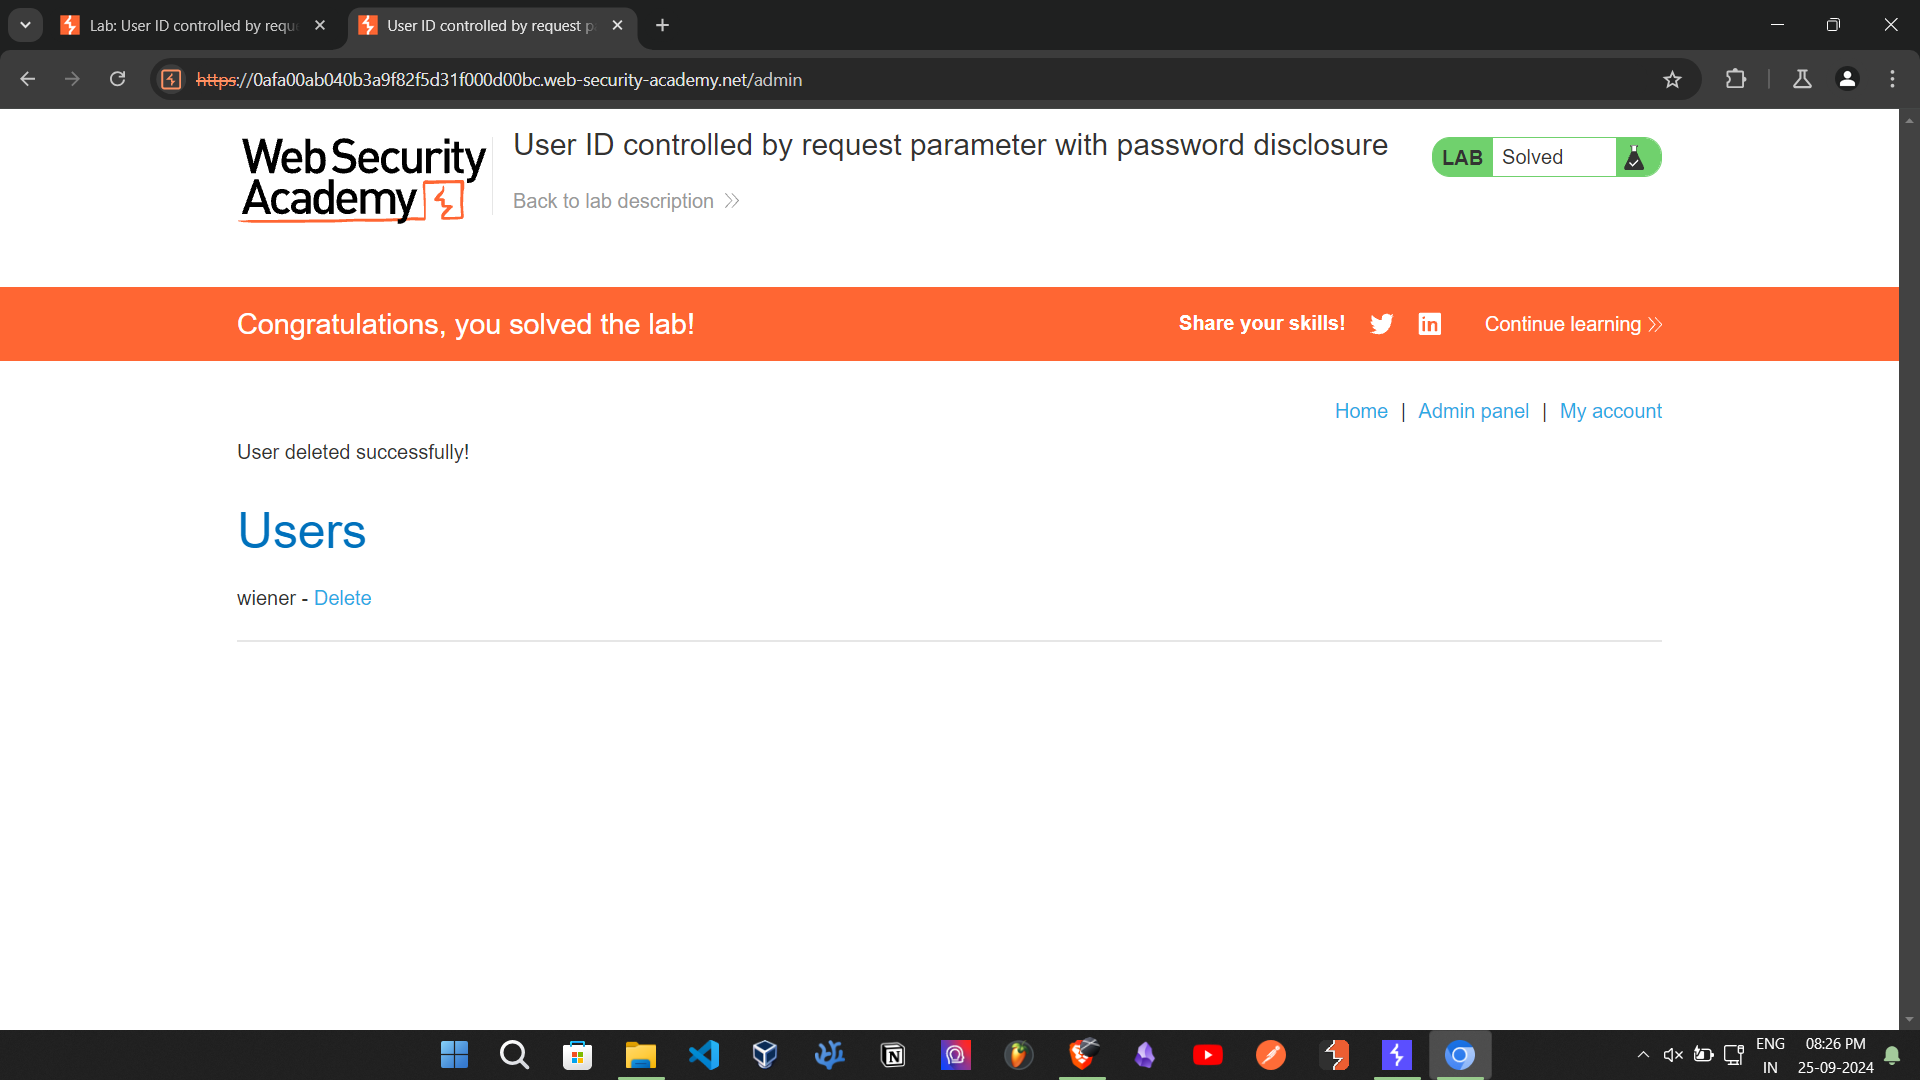 Lab: User ID controlled by requ
User ID controlled by request p
https://0afa00ab040b3a9f82f5d31f000d00bc.web-security-academy.net/admin
Web Security
Academy
User ID controlled by request parameter with password disclosure
Back to lab description
LAB Solved
Congratulations, you solved the lab!
Share your skills!
in
Continue learning
Home | Admin panel | My account
User deleted successfully!
Users
wiener - Delete
ENG
IN
08:26 PM
25-09-2024